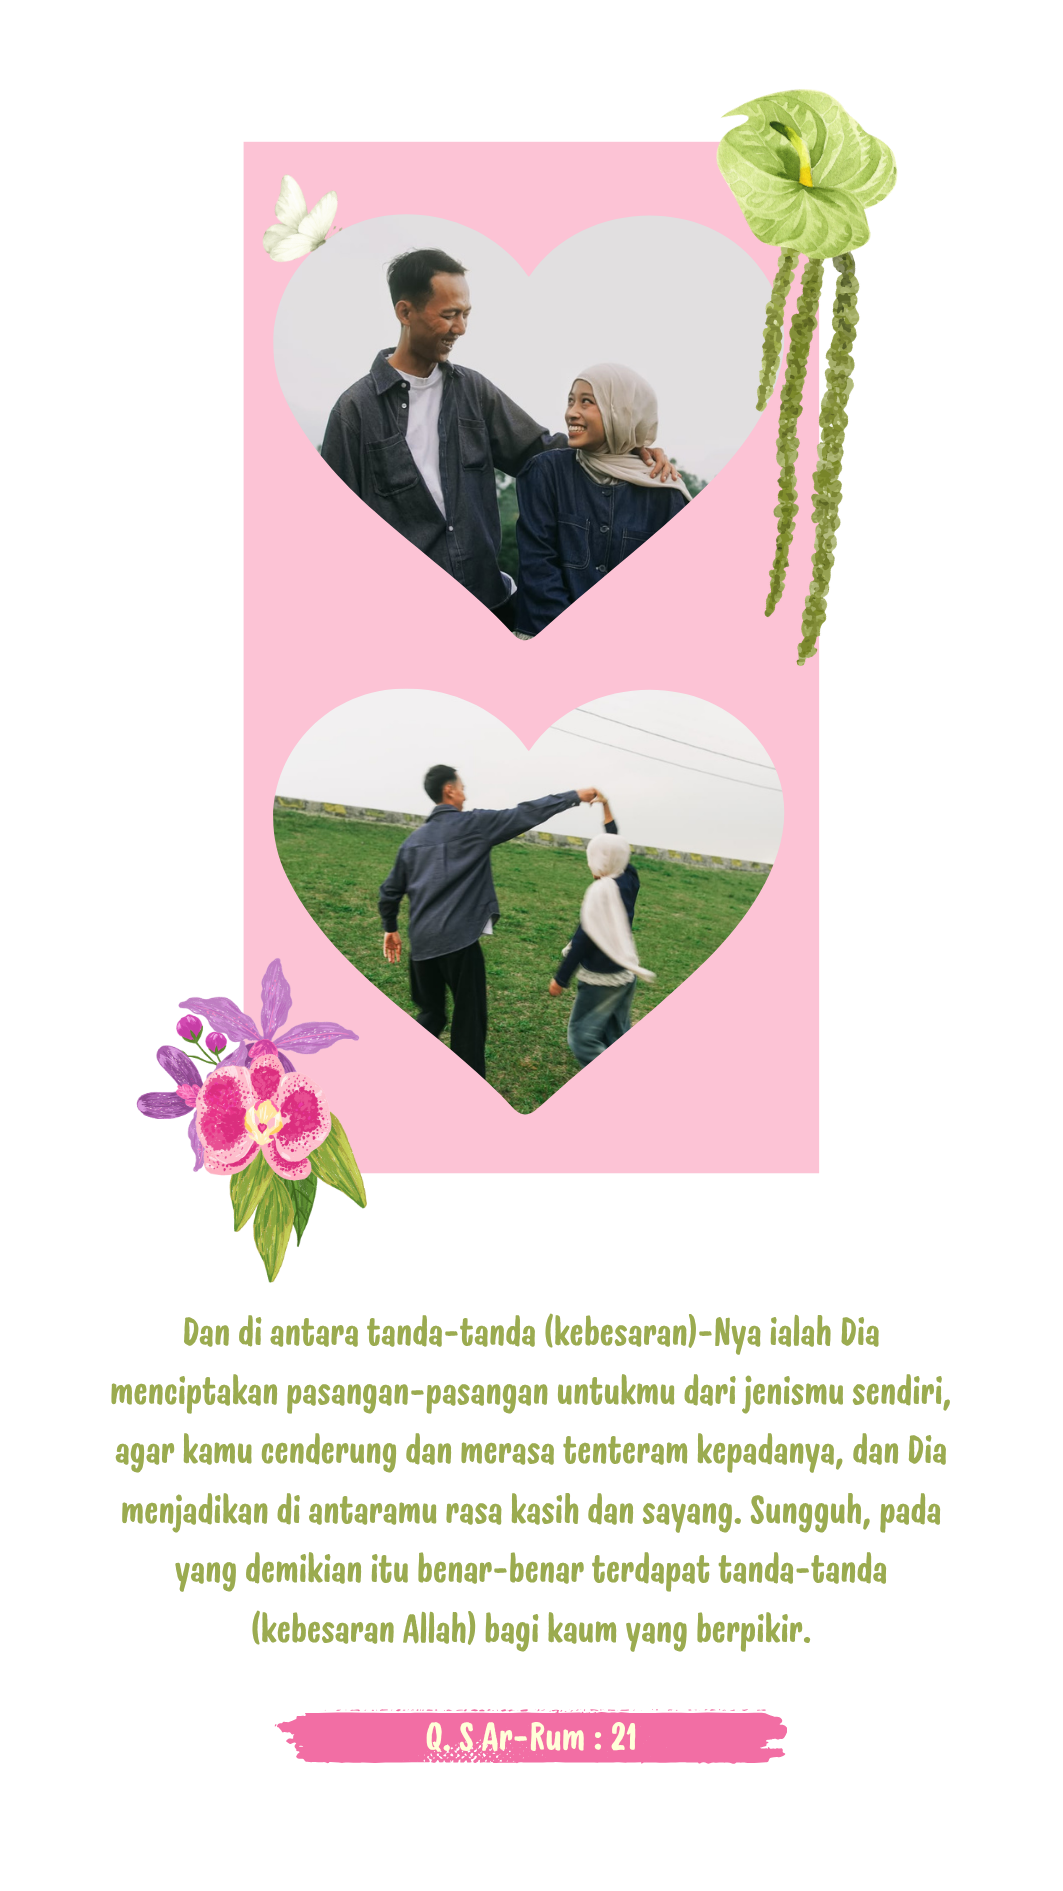 Dan di antara tanda-tanda (kebesaran)-Nya ialah Dia
menciptakan pasangan-pasangan untukmu dari jenismu sendiri,
agar kamu cenderung dan merasa tenteram kepadanya, dan Dia
menjadikan di antaramu rasa kasih dan sayang. Sungguh, pada
yang demikian itu benar-benar terdapat tanda-tanda
(kebesaran Allah) bagi kaum yang berpikir.
Q. S Ar-Rum : 21